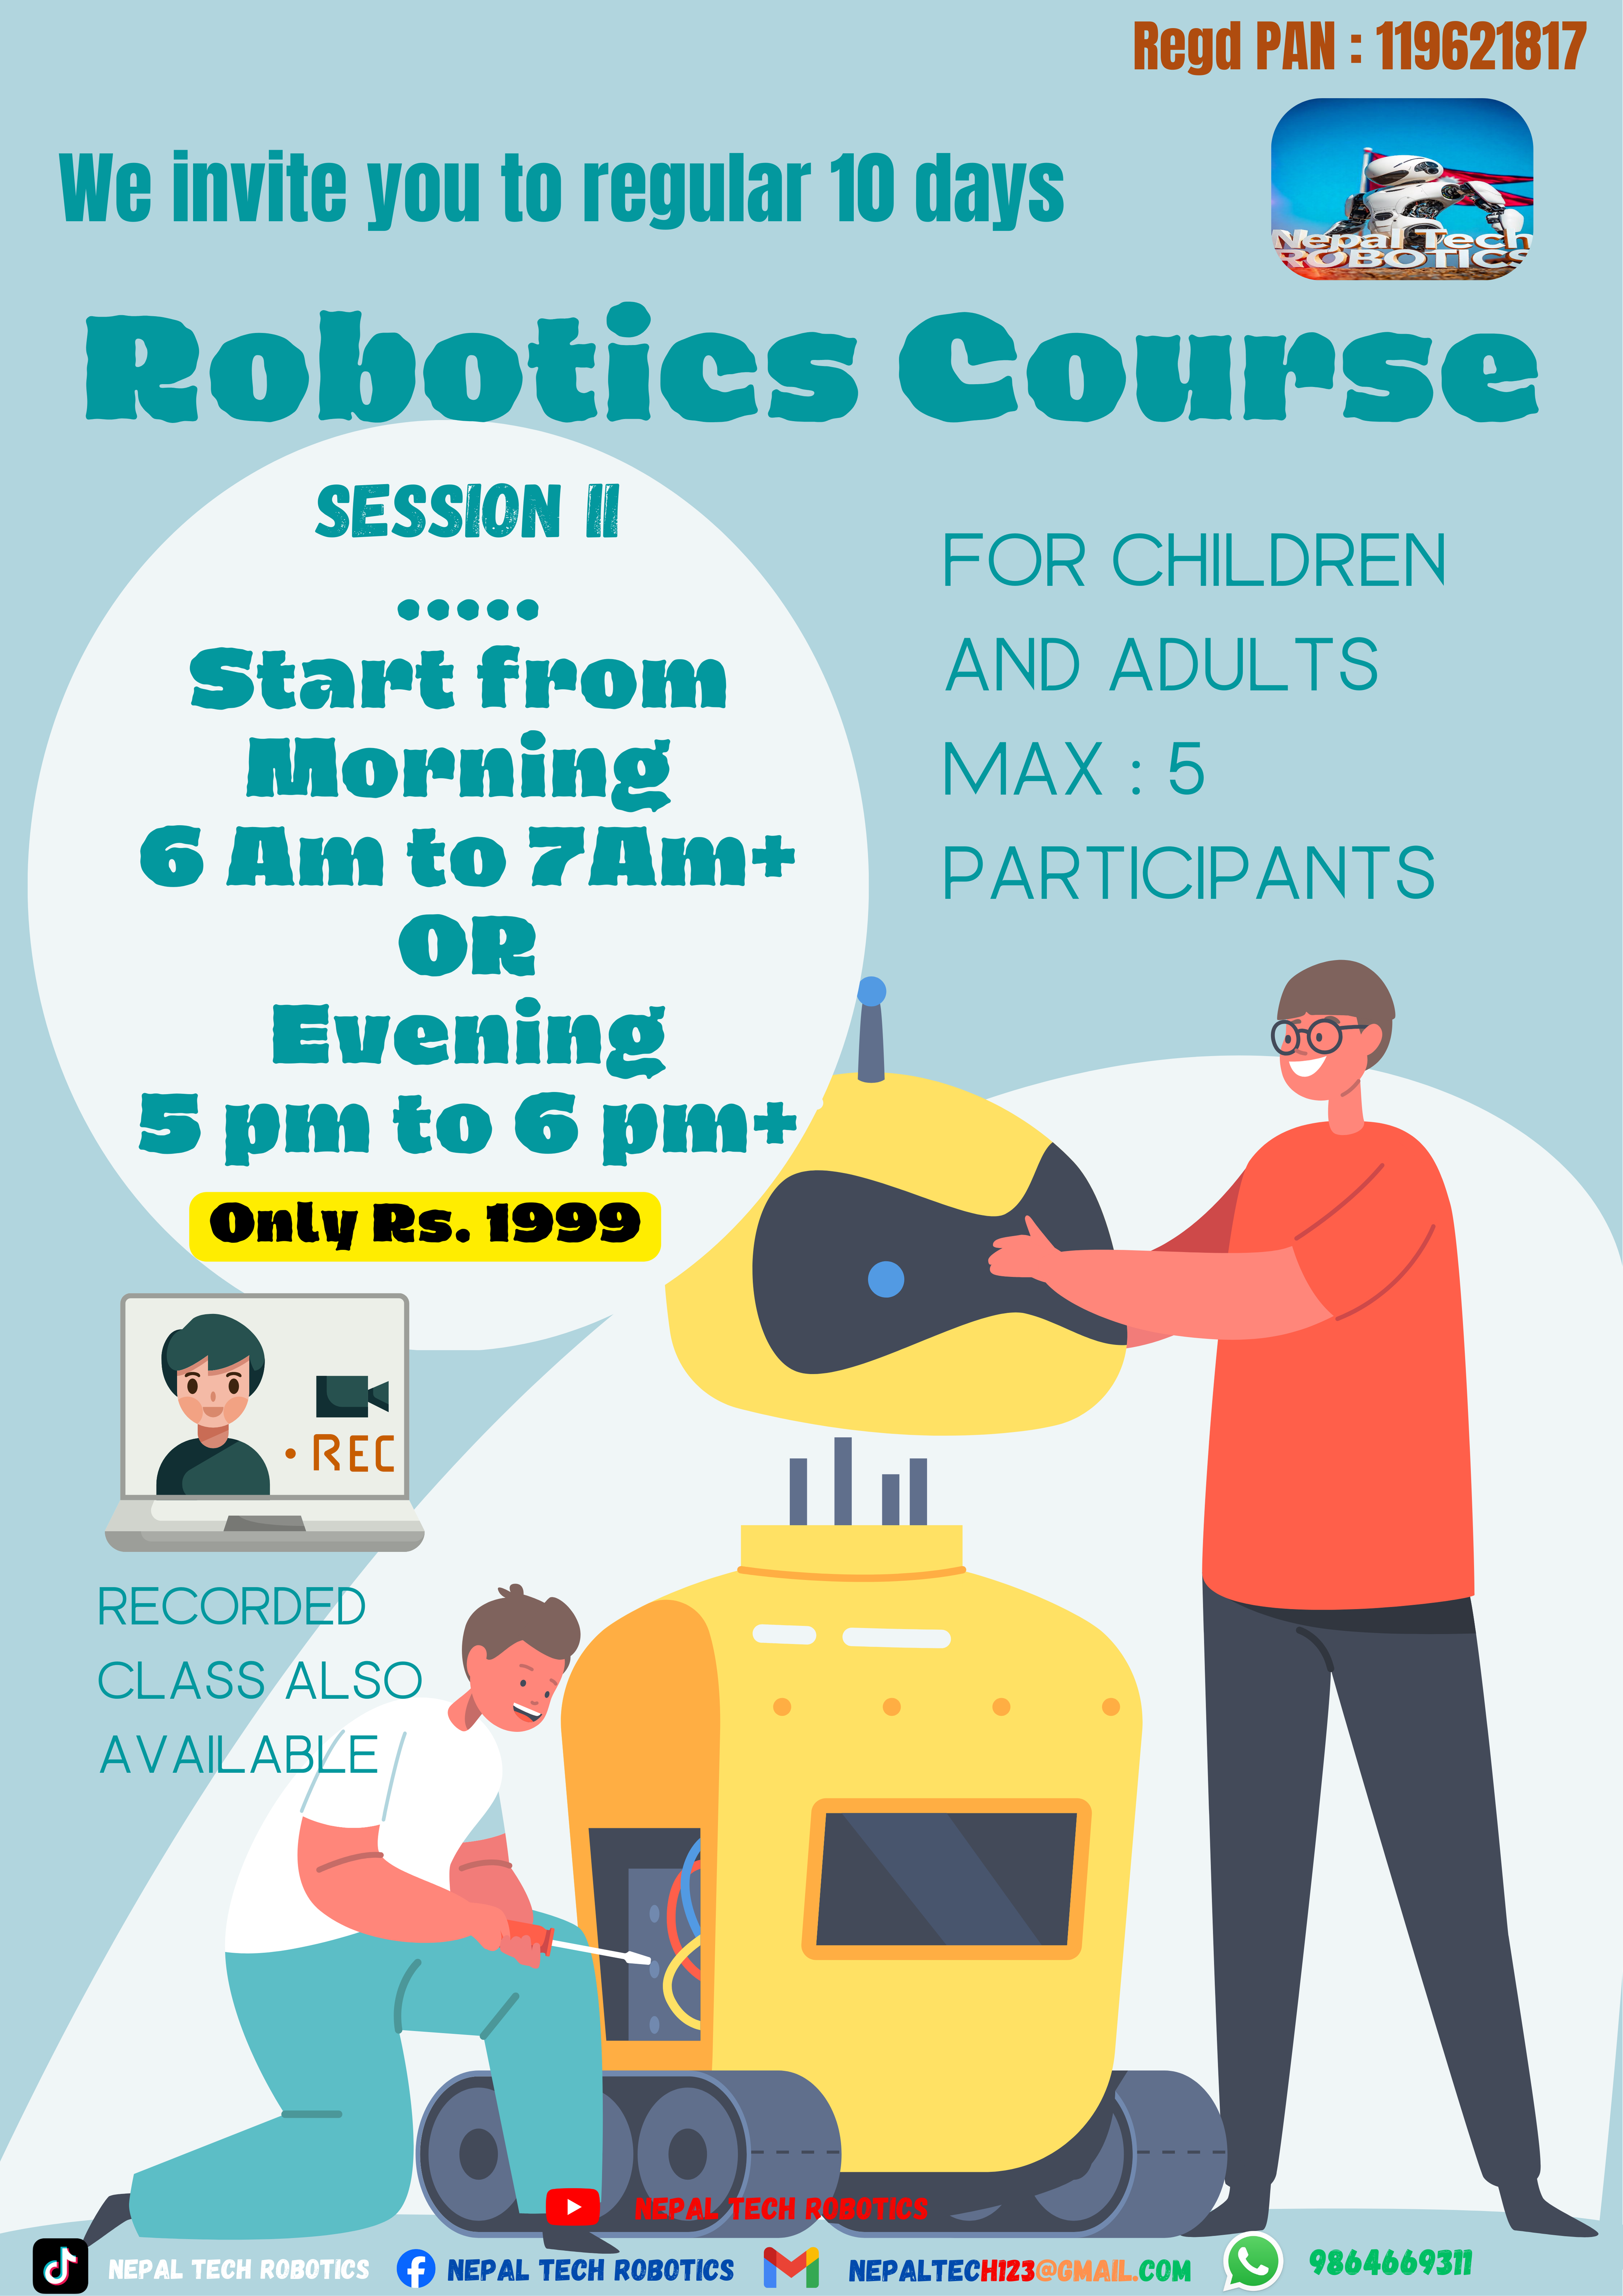 Regd PAN : 119621817
Nepal Tech
ROBOTICS
We invite you to regular 10 days
Robotics Course
SESSION II
.....
Start from
Morning
6 Am to 7Am+
OR
Evening
5 pm to 6 pm+
Only Rs. 1999
FOR CHILDREN
AND ADULTS
MAX : 5
PARTICIPANTS
• REC
RECORDED
CLASS ALSO
AVAILABLE
NEPAL TECH ROBOTICS
NEPAL TECH ROBOTICS
NEPAL TECH ROBOTICS
NEPALTECH123@GMAIL.COM
9864669311